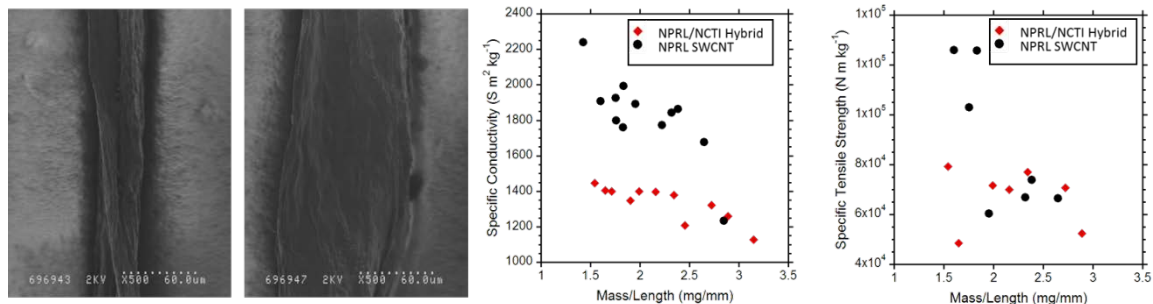 696943 2KV X500 60.0um
696947 2KV X500 60.0um
Specific Conductivity (S m² kg⁻¹)
2400
2200
2000
1800
1600
1400
1200
1000
NPRL/NCTI Hybrid
NPRL SWCNT
1 1.5 2 2.5 3 3.5
Mass/Length (mg/mm)
Specific Tensile Strength (N m kg⁻¹)
1x10⁵
1x10⁵
1x10⁵
8x10⁴
6x10⁴
4x10⁴
NPRL/NCTI Hybrid
NPRL SWCNT
1 1.5 2 2.5 3 3.5
Mass/Length (mg/mm)